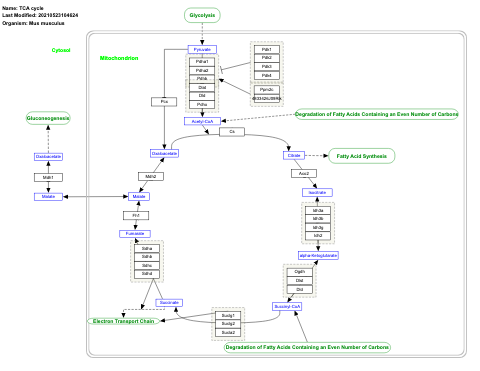 Name: TCA cycle
Last Modified: 20210523104624
Organism: Mus musculus
Glycolysis
Cytosol
Mitochondrion
Pyruvate
Pdha1
Pdha2
Pdhb
Dlat
Dld
Pdhx
Pdk1
Pdk2
Pdk3
Pdk4
Ppm2c
Pcx
Acetyl-CoA
Degradation of Fatty Acids Containing an Even Number of Carbons
Gluconeogenesis
Cs
Oxaloacetate
Oxaloacetate
Citrate
Fatty Acid Synthesis
Mdh1
Mdh2
Aco2
Malate
Malate
Isocitrate
Fh1
Idh3a
Idh3b
Idh3g
Idh2
Fumarate
Sdha
Sdhb
Sdhc
Sdhd
alpha-Ketoglutarate
Ogdh
Dlst
Dld
Succinate
Succinyl-CoA
Electron Transport Chain
Suclg1
Suclg2
Sucla2
Degradation of Fatty Acids Containing an Even Number of Carbons